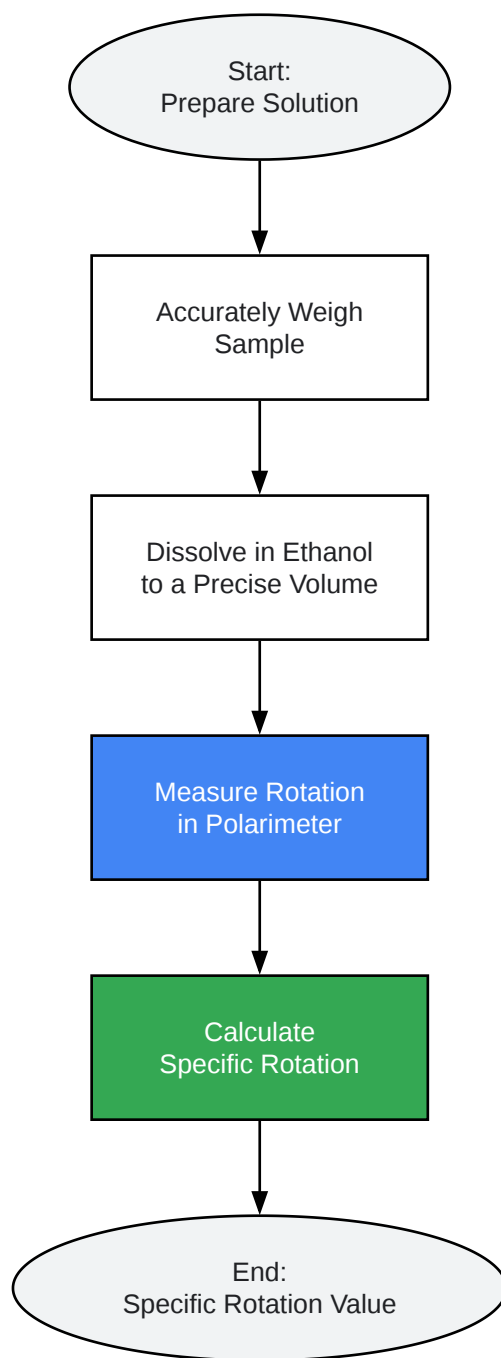 Start:
Prepare Solution
Accurately Weigh
Sample
Dissolve in Ethanol
to a Precise Volume
Measure Rotation
in Polarimeter
Calculate
Specific Rotation
End:
Specific Rotation Value